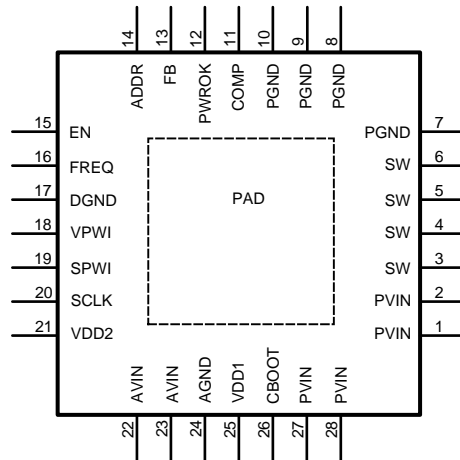 14 13 12 11 10 9 8
ADDR FB PWROK COMP PGND PGND PGND
15 EN PGND 7
16 FREQ SW 6
17 DGND SW 5
18 VPWI SW 4
19 SPWI SW 3
20 SCLK PVIN 2
21 VDD2 PVIN 1
PAD
AVIN AVIN AGND VDD1 CBOOT PVIN PVIN
22 23 24 25 26 27 28